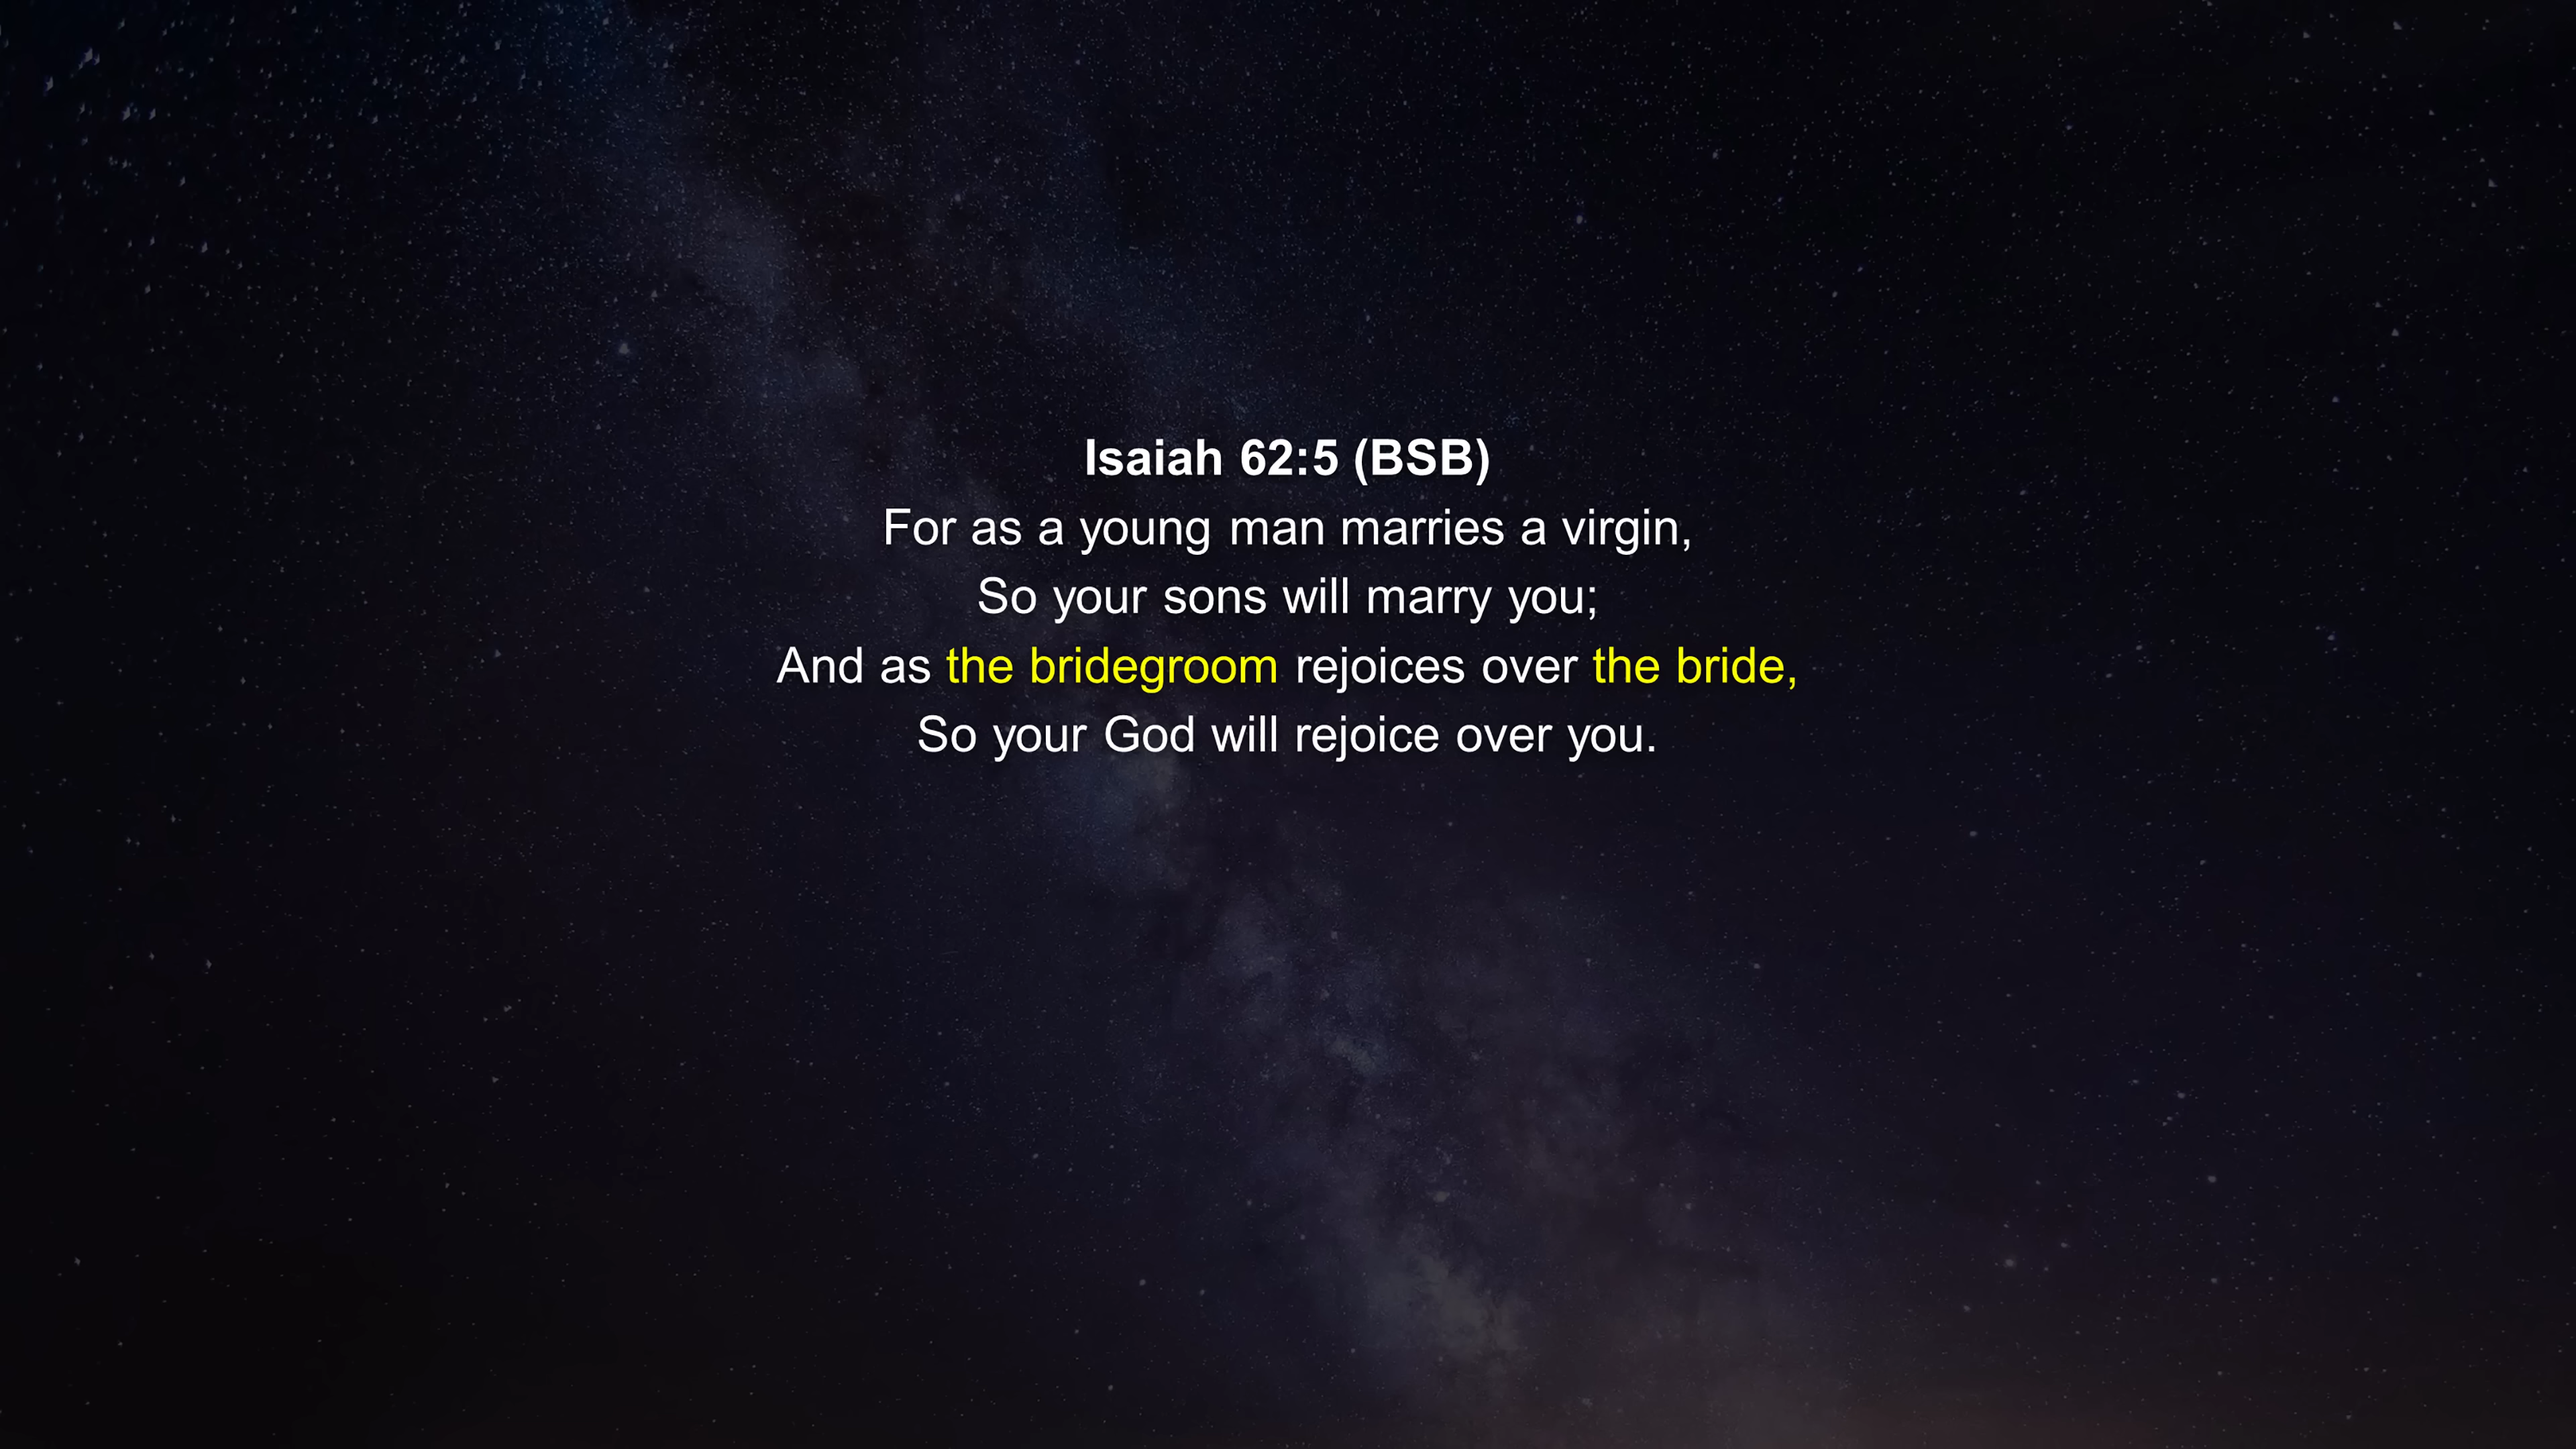 Isaiah 62:5 (BSB)
For as a young man marries a virgin,
So your sons will marry you;
And as the bridegroom rejoices over the bride,
So your God will rejoice over you.